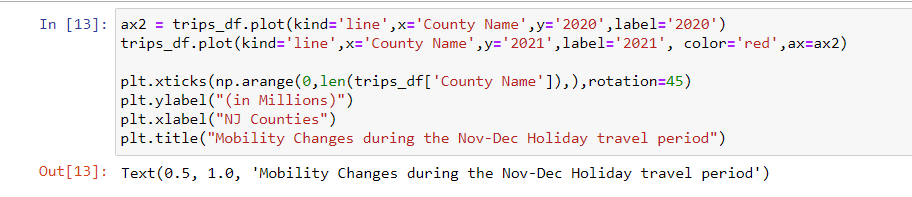 In [13]: ax2 = trips_df.plot(kind='line',x='County Name',y='2020',label='2020')
trips_df.plot(kind='line',x='County Name',y='2021',label='2021', color='red',ax=ax2)
plt.xticks(np.arange(0,len(trips_df['County Name']),),rotation=45)
plt.ylabel("(in Millions)")
plt.xlabel("NJ Counties")
plt.title("Mobility Changes during the Nov-Dec Holiday travel period")
Out[13]: Text(0.5, 1.0, 'Mobility Changes during the Nov-Dec Holiday travel period')